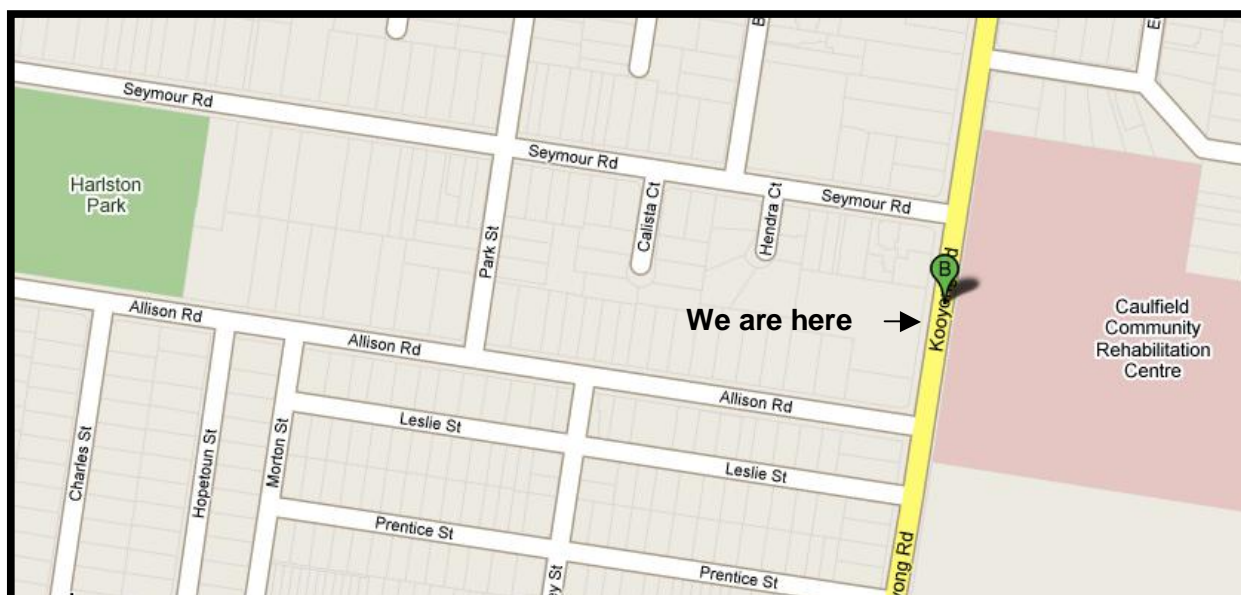 Seymour Rd
Seymour Rd
Seymour Rd
Harlston
Park
Park St
Calista Ct
Hendra Ct
B
We are here
Caulfield
Community
Rehabilitation
Centre
Allison Rd
Allison Rd
Allison Rd
Leslie St
Leslie St
Charles St
Hopetoun St
Morton St
Prentice St
Prentice St